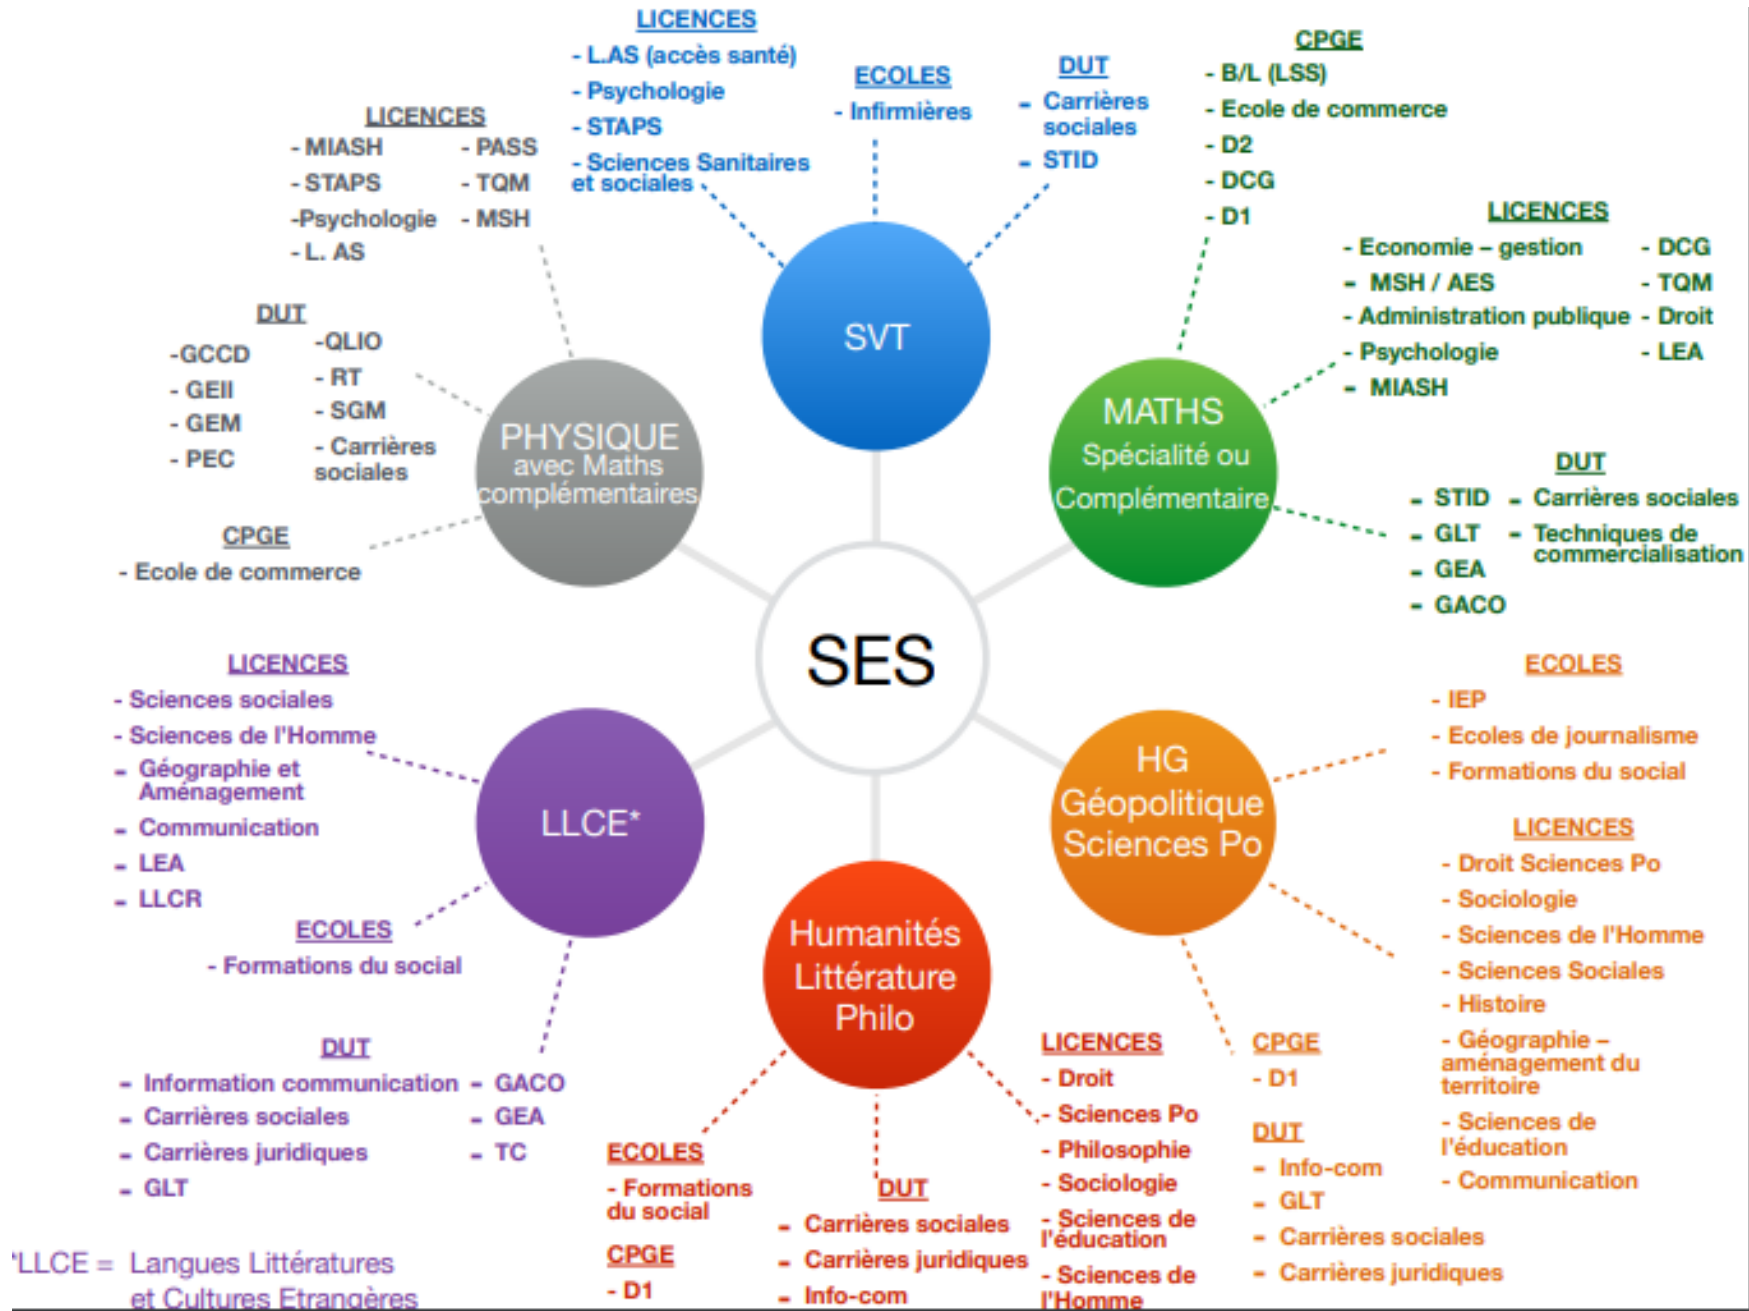 LICENCES
- L.AS (accès santé)
- Psychologie
- STAPS
- Sciences Sanitaires
et sociales
ECOLES
- Infirmières
DUT
- Carrières
sociales
- STID
SVT
CPGE
- B/L (LSS)
- Ecole de commerce
- D2
- DCG
- D1
LICENCES
- Economie – gestion
- MSH / AES
- Administration publique
- Psychologie
- MIASH
- DCG
- TQM
- Droit
- LEA
DUT
- STID
- GLT
- GEA
- GACO
- Carrières sociales
- Techniques de
commercialisation
MATHS
Spécialité ou
Complémentaire
LICENCES
- MIASH
- STAPS
-Psychologie
- L. AS
- PASS
- TQM
- MSH
DUT
-GCCD
- GEII
- GEM
- PEC
-QLIO
- RT
- SGM
- Carrières
sociales
CPGE
- Ecole de commerce
PHYSIQUE
avec Maths
complémentaires
SES
LICENCES
- Sciences sociales
- Sciences de l'Homme
- Géographie et
Aménagement
- Communication
- LEA
- LLCR
ECOLES
- Formations du social
DUT
- Information communication
- Carrières sociales
- Carrières juridiques
- GLT
- GACO
- GEA
- TC
LLCE*
HG
Géopolitique
Sciences Po
ECOLES
- IEP
- Ecoles de journalisme
- Formations du social
LICENCES
- Droit Sciences Po
- Sociologie
- Sciences de l'Homme
- Sciences Sociales
- Histoire
- Géographie –
aménagement du
territoire
- Sciences de
l'éducation
- Communication
CPGE
- D1
DUT
- Info-com
- GLT
- Carrières sociales
- Carrières juridiques
Humanités
Littérature
Philo
ECOLES
- Formations
du social
CPGE
- D1
DUT
- Carrières sociales
- Carrières juridiques
- Info-com
LICENCES
- Droit
- Sciences Po
- Philosophie
- Sociologie
- Sciences de
l'éducation
- Sciences de
l'Homme
*LLCE = Langues Littératures
et Cultures Etrangères